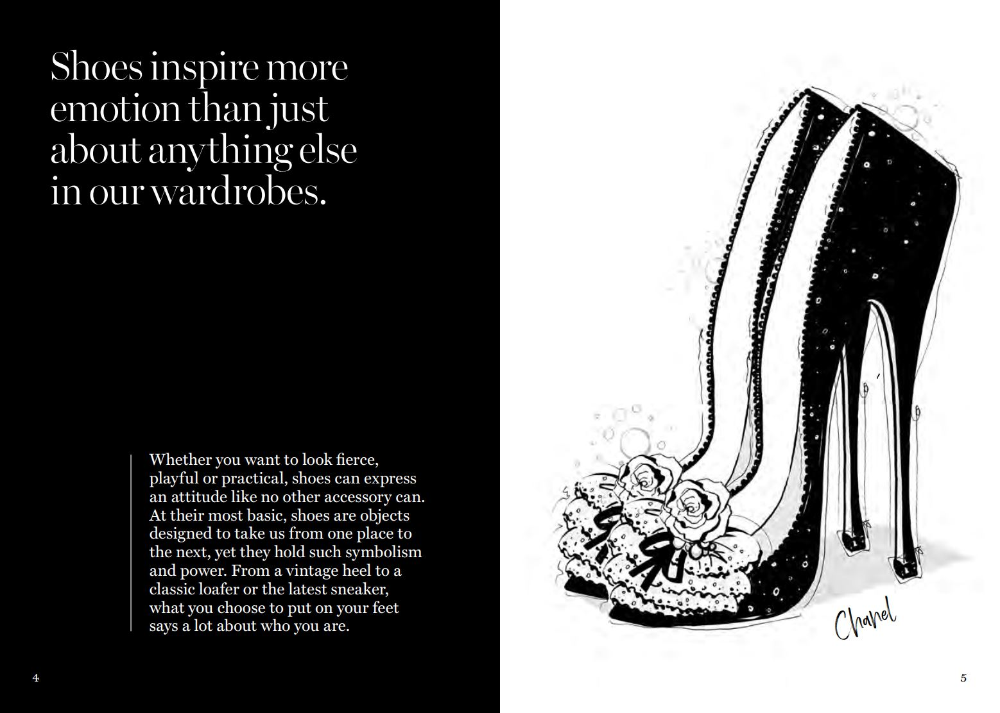 Shoes inspire more
emotion than just
about anything else
in our wardrobes.
Whether you want to look fierce,
playful or practical, shoes can express
an attitude like no other accessory can.
At their most basic, shoes are objects
designed to take us from one place to
the next, yet they hold such symbolism
and power. From a vintage heel to a
classic loafer or the latest sneaker,
what you choose to put on your feet
says a lot about who you are.
4
Chanel
5